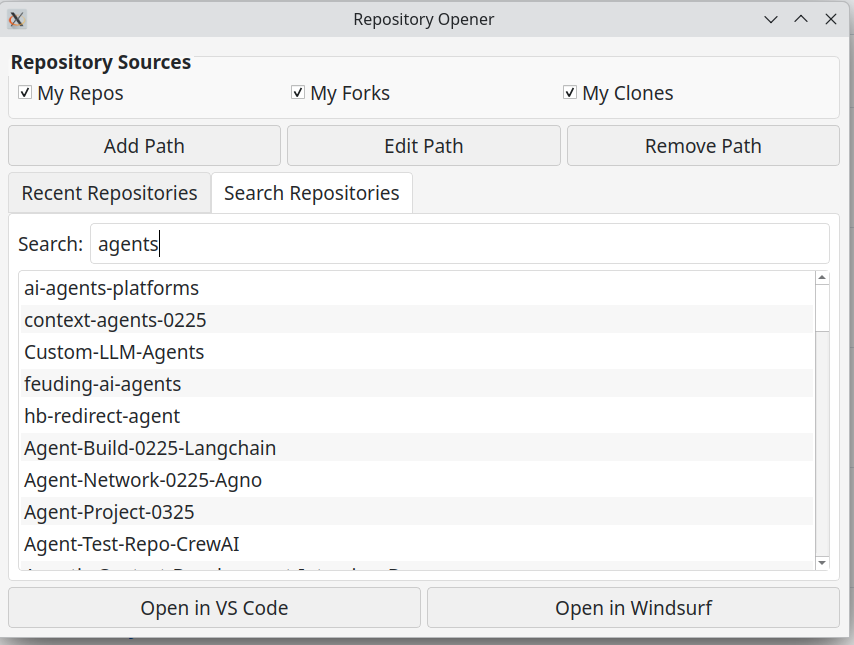 Repository Opener
Repository Sources
My Repos My Forks My Clones
Add Path Edit Path Remove Path
Recent Repositories Search Repositories
Search: agents
ai-agents-platforms
context-agents-0225
Custom-LLM-Agents
feuding-ai-agents
hb-redirect-agent
Agent-Build-0225-Langchain
Agent-Network-0225-Agno
Agent-Project-0325
Agent-Test-Repo-CrewAI
Open in VS Code Open in Windsurf